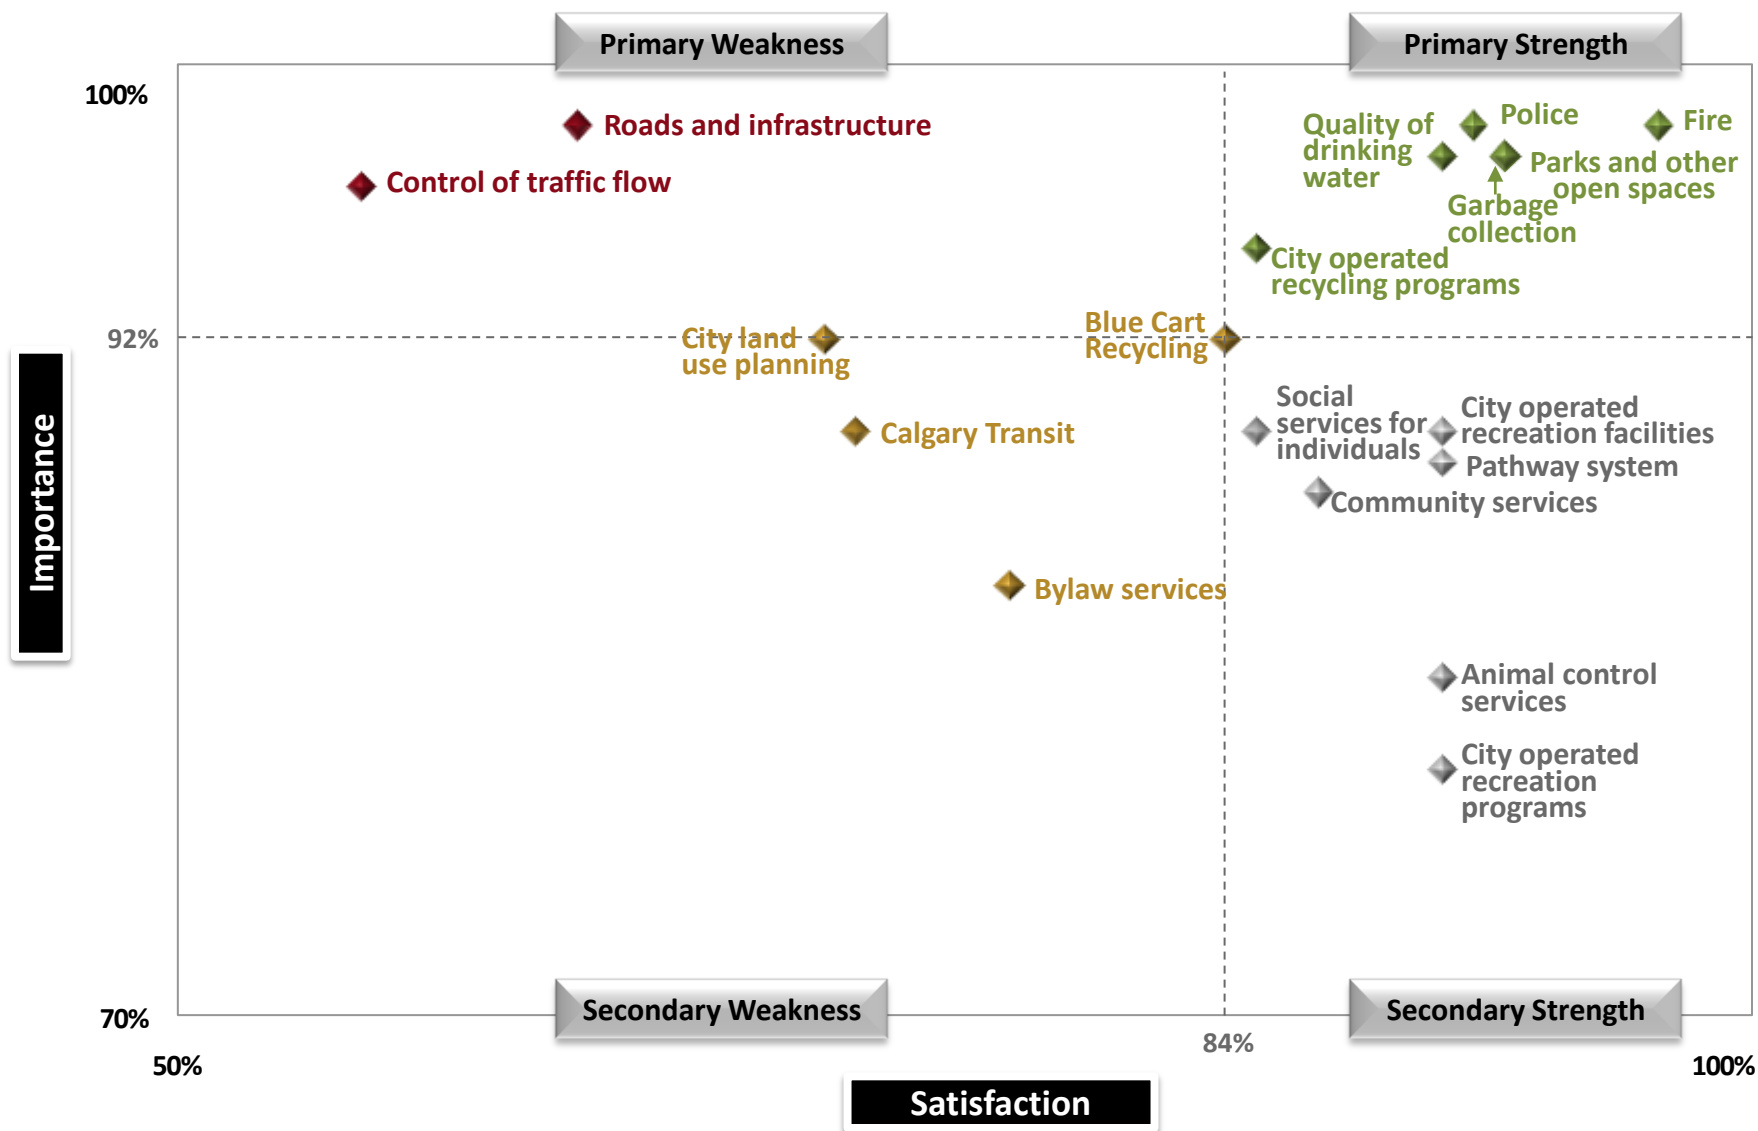 Primary Weakness
Primary Strength
100%
Roads and infrastructure
Control of traffic flow
Quality of
drinking
water
Police
Fire
Parks and other
open spaces
Garbage
collection
City operated
recycling programs
92%
City land
use planning
Blue Cart
Recycling
Calgary Transit
Social
services for
individuals
City operated
recreation facilities
Pathway system
Community services
Importance
Bylaw services
Animal control
services
City operated
recreation
programs
Secondary Weakness
Secondary Strength
70%
84%
50%
100%
Satisfaction